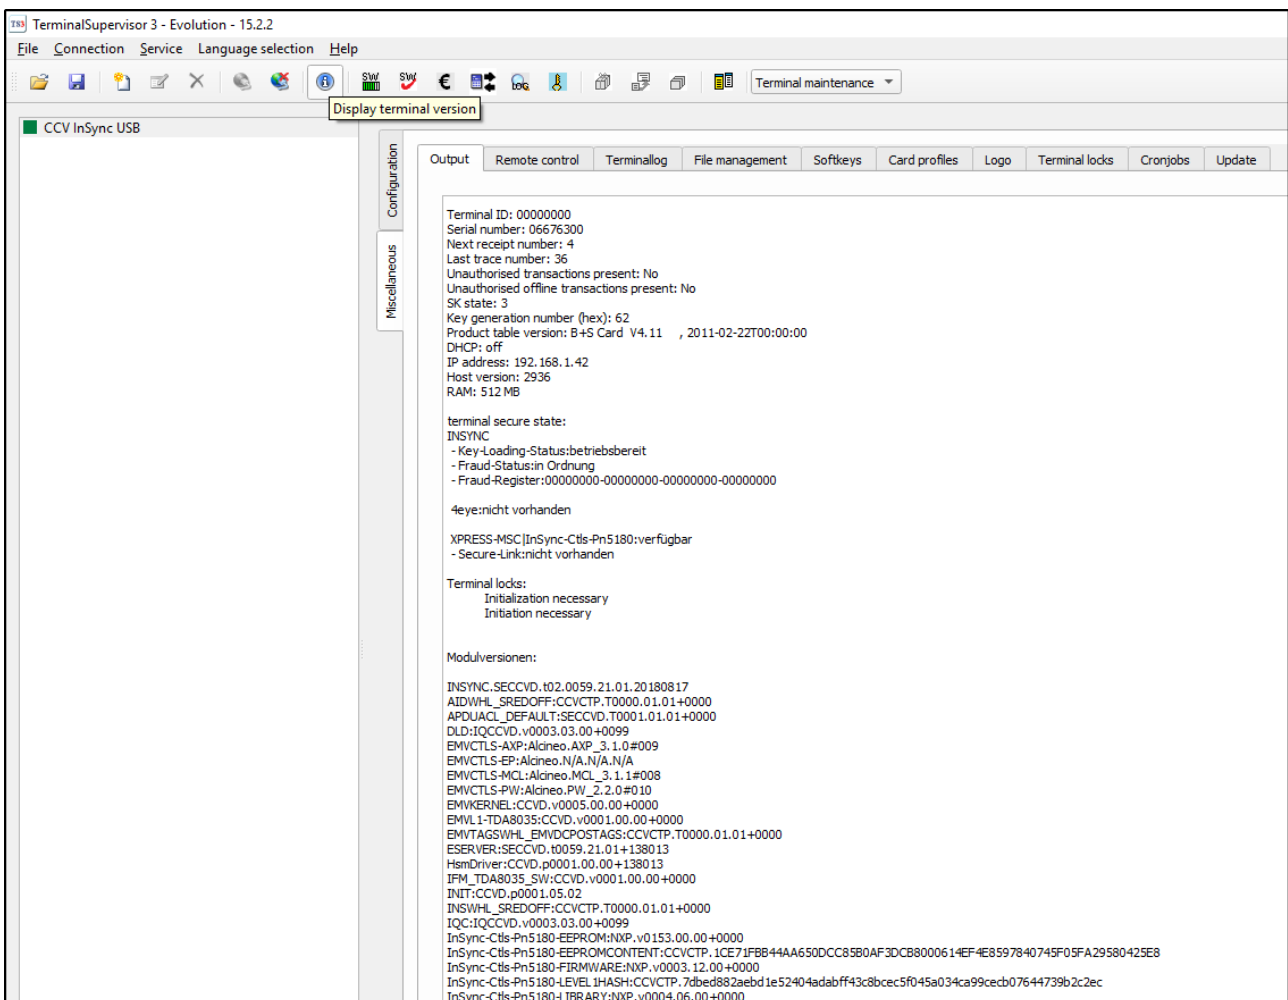 TS3 TerminalSupervisor 3 - Evolution - 15.2.2
File Connection Service Language selection Help
SW SW € LOG Terminal maintenance
Display terminal version
CCV InSync USB
Configuration
Miscellaneous
Output Remote control Terminallog File management Softkeys Card profiles Logo Terminal locks Cronjobs Update
Terminal ID: 00000000
Serial number: 06676300
Next receipt number: 4
Last trace number: 36
Unauthorised transactions present: No
Unauthorised offline transactions present: No
SK state: 3
Key generation number (hex): 62
Product table version: B+S Card V4.11 , 2011-02-22T00:00:00
DHCP: off
IP address: 192.168.1.42
Host version: 2936
RAM: 512 MB
terminal secure state:
INSYNC
- Key-Loading-Status:betriebsbereit
- Fraud-Status:in Ordnung
- Fraud-Register:00000000-00000000-00000000-00000000
4eye:nicht vorhanden
XPRESS-MSC|InSync-Ctls-Pn5180:verfügbar
- Secure-Link:nicht vorhanden
Terminal locks:
Initialization necessary
Initiation necessary
Modulversionen:
INSYNC.SECCVD.t02.0059.21.01.20180817
AIDWHL_SREDOFF:CCVCTP.T0000.01.01+0000
APDUACL_DEFAULT:SECCVD.T0001.01.01+0000
DLD:IQCCVD.v0003.03.00+0099
EMVCTLS-AXP:Alcineo.AXP_3.1.0#009
EMVCTLS-EP:Alcineo.N/A.N/A.N/A
EMVCTLS-MCL:Alcineo.MCL_3.1.1#008
EMVCTLS-PW:Alcineo.PW_2.2.0#010
EMVKERNEL:CCVD.v0005.00.00+0000
EMVL1-TDA8035:CCVD.v0001.00.00+0000
EMVTAGSWHL_EMVDCPOSTAGS:CCVCTP.T0000.01.01+0000
ESERVER:SECCVD.t0059.21.01+138013
HsmDriver:CCVD.p0001.00.00+138013
IFM_TDA8035_SW:CCVD.v0001.00.00+0000
INIT:CCVD.p0001.05.02
INSWHL_SREDOFF:CCVCTP.T0000.01.01+0000
IQC:IQCCVD.v0003.03.00+0099
InSync-Ctls-Pn5180-EEPROM:NXP.v0153.00.00+0000
InSync-Ctls-Pn5180-EEPROMCONTENT:CCVCTP.1CE71FBB44AA650DCC85B0AF3DCB8000614EF4E8597840745F05FA29580425E8
InSync-Ctls-Pn5180-FIRMWARE:NXP.v0003.12.00+0000
InSync-Ctls-Pn5180-LEVEL1HASH:CCVCTP.7dbed882aebd1e52404adabff43c8bcec5f045a034ca99cecb07644739b2c2ec
InSync-Ctls-Pn5180-LIBRARY:NXP.v0004.06.00+0000